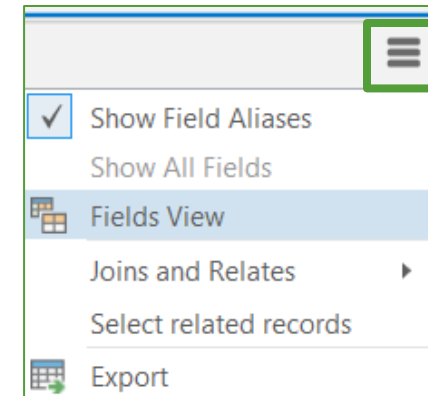 Show Field Aliases
Show All Fields
Fields View
Joins and Relates
Select related records
Export